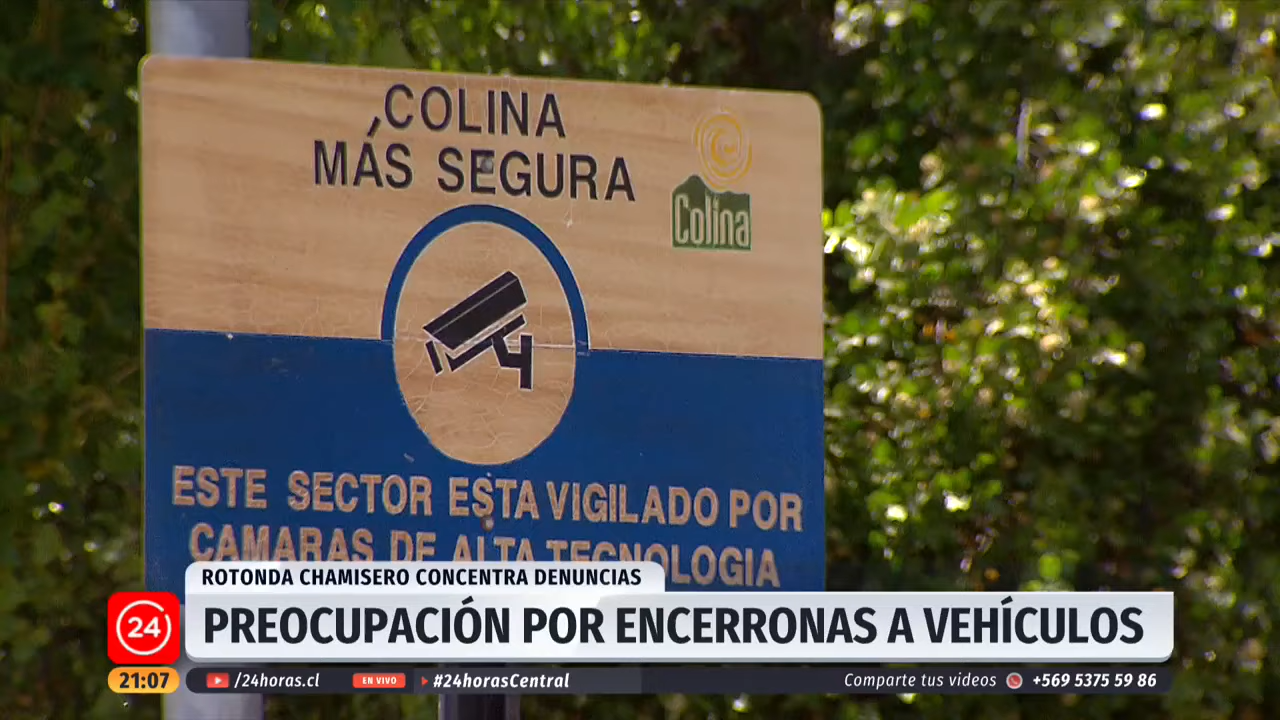 COLINA
MÁS SEGURA
Colina
ESTE SECTOR ESTA VIGILADO POR
CAMARAS DE ALTA TECNOLOGIA
ROTONDA CHAMISERO CONCENTRA DENUNCIAS
24
PREOCUPACIÓN POR ENCERRONAS A VEHÍCULOS
21:07 /24horas.cl EN VIVO #24horasCentral Comparte tus videos +569 5375 59 86